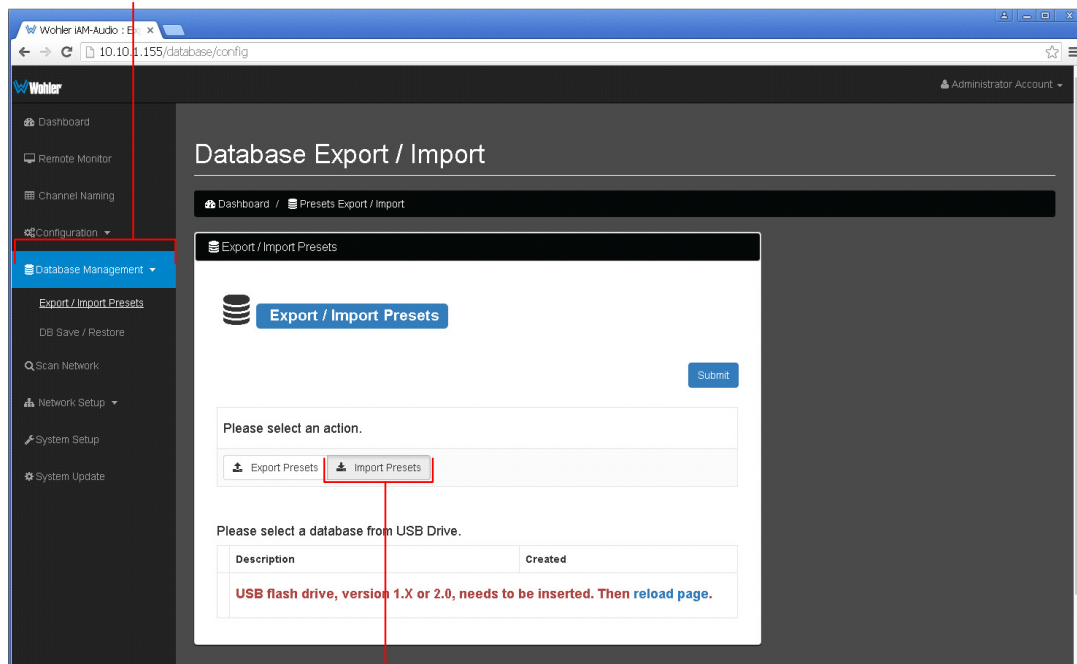 Wohler iAM-Audio : E
10.10.1.155/database/config
Wohler
Administrator Account
Dashboard
Remote Monitor
Channel Naming
Configuration
Database Management
Export / Import Presets
DB Save / Restore
Scan Network
Network Setup
System Setup
System Update
Database Export / Import
Dashboard / Presets Export / Import
Export / Import Presets
Export / Import Presets
Submit
Please select an action.
Export Presets
Import Presets
Please select a database from USB Drive.
Description Created
USB flash drive, version 1.X or 2.0, needs to be inserted. Then reload page.